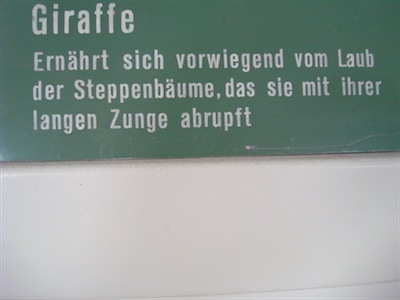 Giraffe
Ernährt sich vorwiegend vom Laub
der Steppenbäume, das sie mit ihrer
langen Zunge abrupft